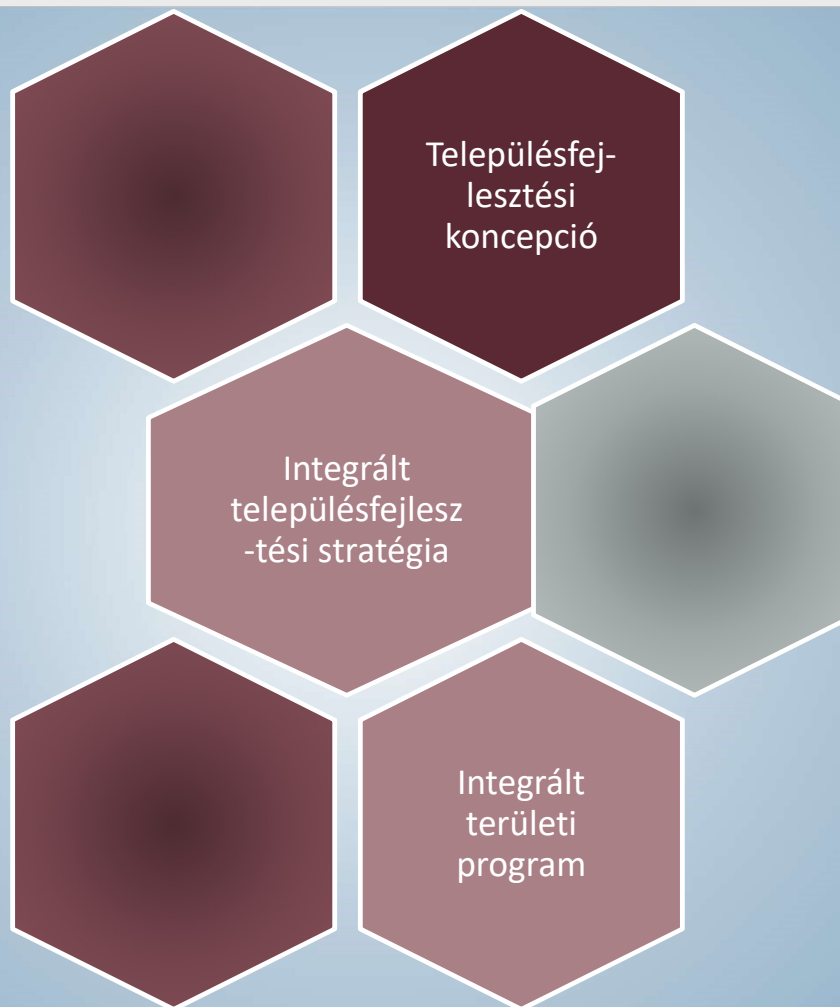 Településfej-
lesztési
koncepció
Integrált
településfejlesz
-tési stratégia
Integrált
területi
program